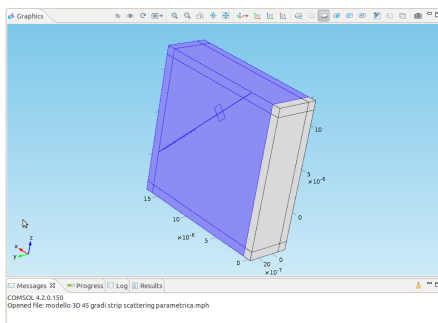 Graphics
10
5
×10⁻⁶
0
15
10
×10⁻⁶
5
0
20
0
×10⁻⁷
x
z
y
Messages
Progress
Log
Results
COMSOL 4.2.0.150
Opened file: modello 3D 45 gradi strip scattering parametrica.mph